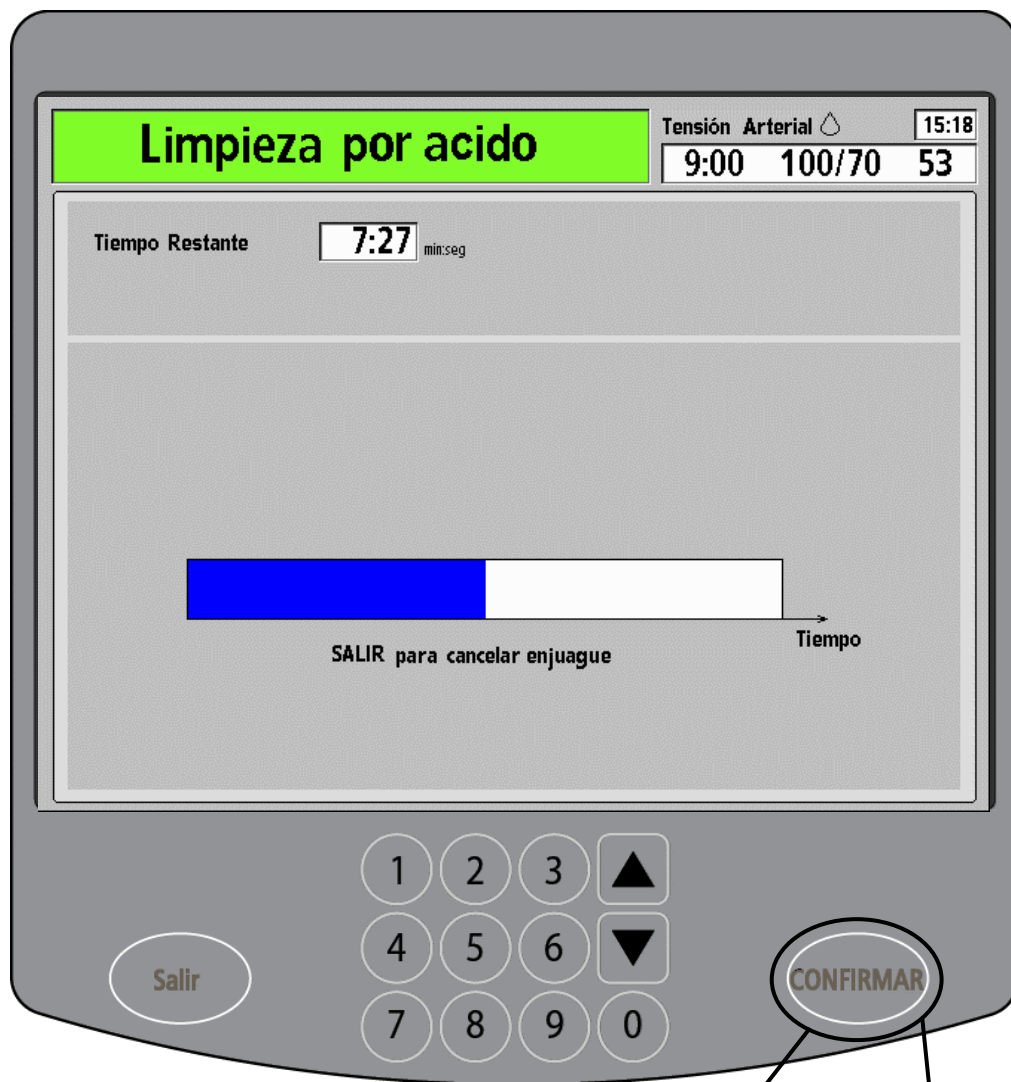 Limpieza por acido
Tensión Arterial 15:18
9:00 100/70 53
Tiempo Restante 7:27 min:seg
Tiempo
SALIR para cancelar enjuague
1 2 3
4 5 6
Salir CONFIRMAR
7 8 9 0